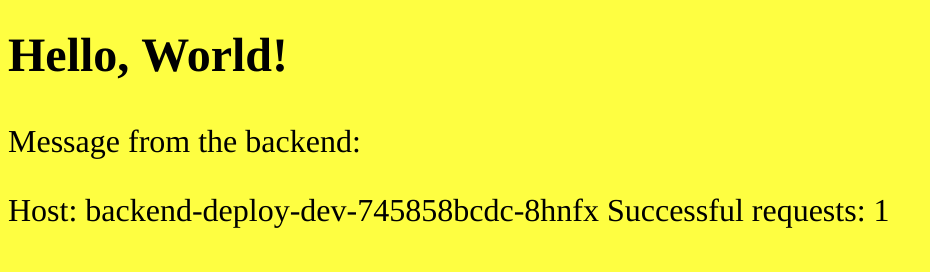 Hello, World!
Message from the backend:
Host: backend-deploy-dev-745858bcdc-8hnfx Successful requests: 1